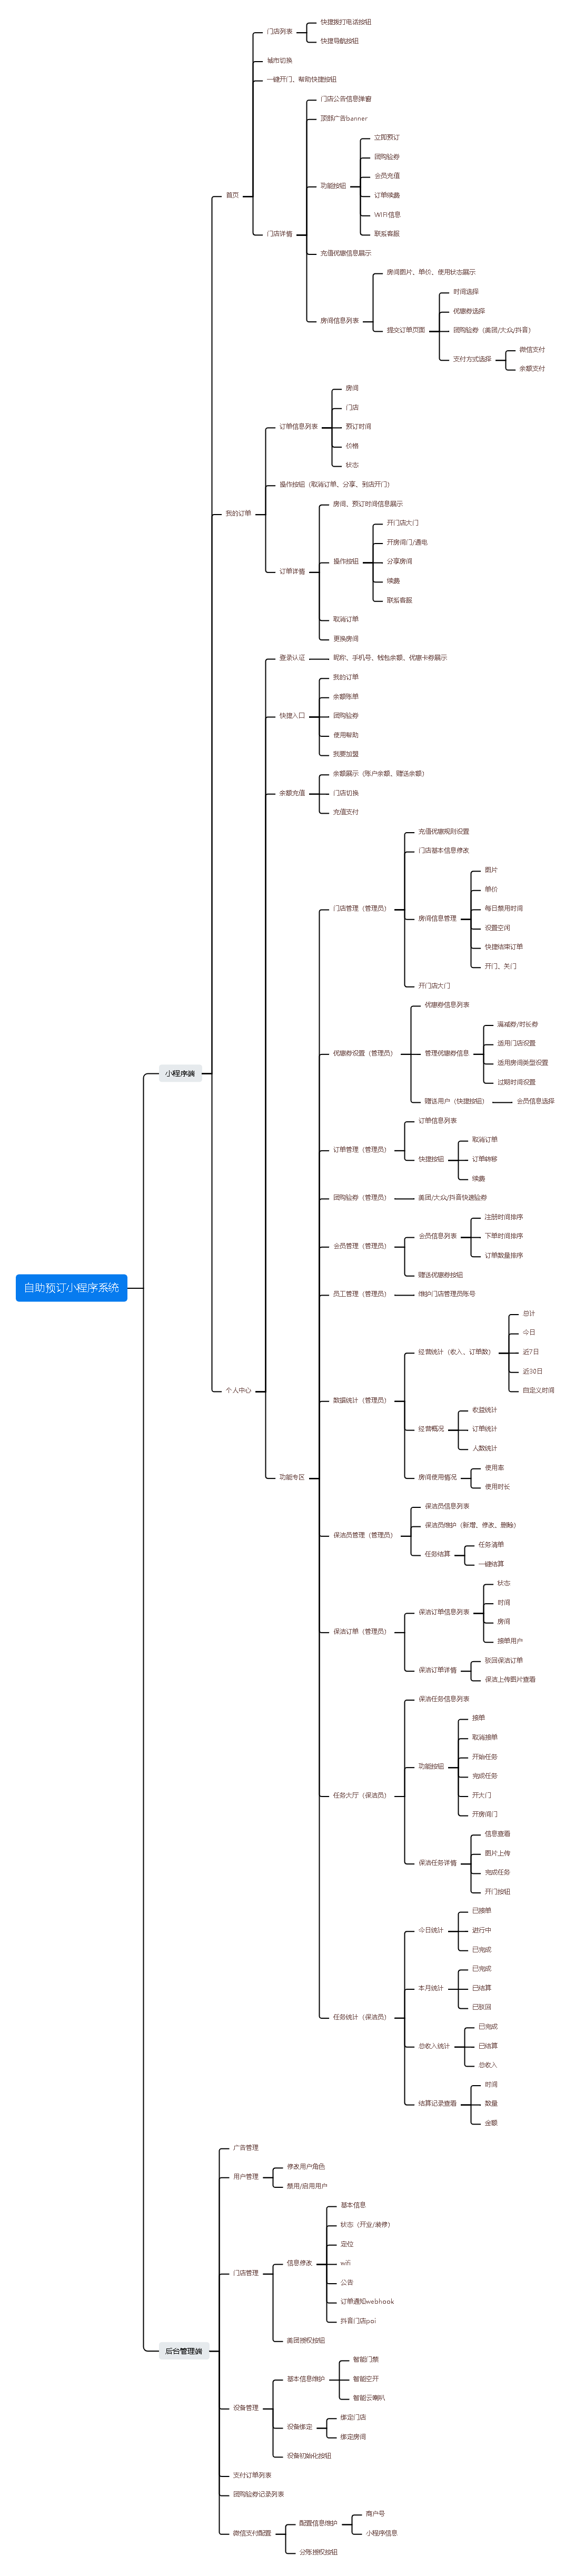 自助预订小程序系统
小程序端
首页
门店列表
快捷拨打电话按钮
快捷导航按钮
城市切换
一键开门、帮助快捷按钮
门店详情
门店公告信息弹窗
顶部广告banner
功能按钮
立即预订
团购验券
会员充值
订单续费
WIFI信息
联系客服
充值优惠信息展示
房间信息列表
房间图片、单价、使用状态展示
提交订单页面
时间选择
优惠券选择
团购验券（美团/大众/抖音）
支付方式选择
微信支付
余额支付
我的订单
订单信息列表
房间
门店
预订时间
价格
状态
操作按钮（取消订单、分享、到店开门）
订单详情
房间、预订时间信息展示
操作按钮
开门店大门
开房间门/通电
分享房间
续费
联系客服
取消订单
更换房间
个人中心
登录认证
昵称、手机号、钱包余额、优惠卡券展示
快捷入口
我的订单
余额账单
团购验券
使用帮助
我要加盟
余额充值
余额展示（账户余额、赠送余额）
门店切换
充值支付
功能专区
门店管理（管理员）
充值优惠规则设置
门店基本信息修改
房间信息管理
图片
单价
每日禁用时间
设置空闲
快捷结束订单
开门、关门
开门店大门
优惠券设置（管理员）
优惠券信息列表
管理优惠券信息
满减券/时长券
适用门店设置
适用房间类型设置
过期时间设置
赠送用户（快捷按钮）
会员信息选择
订单管理（管理员）
订单信息列表
快捷按钮
取消订单
订单转移
续费
团购验券（管理员）
美团/大众/抖音快速验券
会员管理（管理员）
会员信息列表
注册时间排序
下单时间排序
订单数量排序
赠送优惠券按钮
员工管理（管理员）
维护门店管理员账号
数据统计（管理员）
经营统计（收入、订单数）
总计
今日
近7日
近30日
自定义时间
经营概况
收益统计
订单统计
人数统计
房间使用情况
使用率
使用时长
保洁员管理（管理员）
保洁员信息列表
保洁员维护（新增、修改、删除）
任务结算
任务清单
一键结算
保洁订单（管理员）
保洁订单信息列表
状态
时间
房间
接单用户
保洁订单详情
驳回保洁订单
保洁上传图片查看
任务大厅（保洁员）
保洁任务信息列表
功能按钮
接单
取消接单
开始任务
完成任务
开大门
开房间门
保洁任务详情
信息查看
图片上传
完成任务
开门按钮
任务统计（保洁员）
今日统计
已接单
进行中
已完成
本月统计
已完成
已结算
已驳回
总收入统计
已完成
已结算
总收入
结算记录查看
时间
数量
金额
后台管理端
广告管理
用户管理
修改用户角色
禁用/启用用户
门店管理
信息修改
基本信息
状态（开业/装修）
定位
wifi
公告
订单通知webhook
抖音门店poi
美团授权按钮
设备管理
基本信息维护
智能门禁
智能空开
智能云喇叭
设备绑定
绑定门店
绑定房间
设备初始化按钮
支付订单列表
团购验券记录列表
微信支付配置
配置信息维护
商户号
小程序信息
分账授权按钮